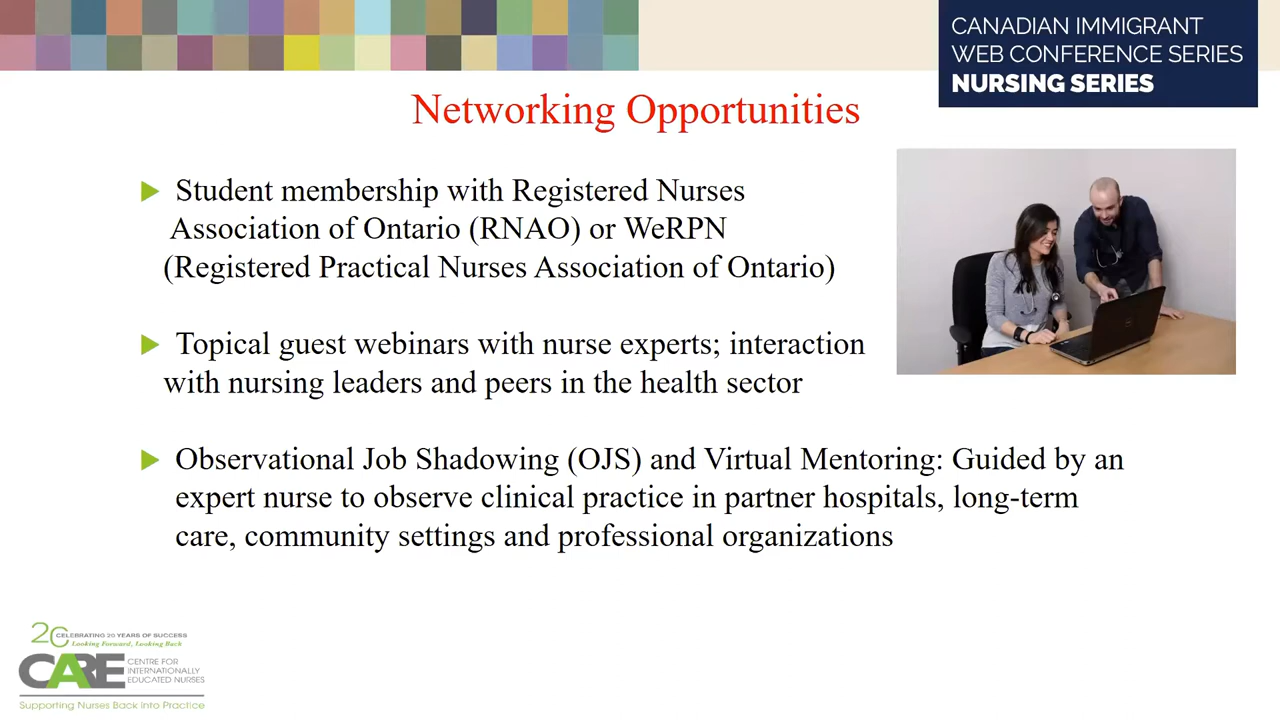 CANADIAN IMMIGRANT
WEB CONFERENCE SERIES
NURSING SERIES
Networking Opportunities
Student membership with Registered Nurses
Association of Ontario (RNAO) or WeRPN
(Registered Practical Nurses Association of Ontario)
Topical guest webinars with nurse experts; interaction
with nursing leaders and peers in the health sector
Observational Job Shadowing (OJS) and Virtual Mentoring: Guided by an
expert nurse to observe clinical practice in partner hospitals, long-term
care, community settings and professional organizations
20 CELEBRATING 20 YEARS OF SUCCESS
Looking Forward, Looking Back
CARE
CENTRE FOR
INTERNATIONALLY
EDUCATED NURSES
Supporting Nurses Back into Practice